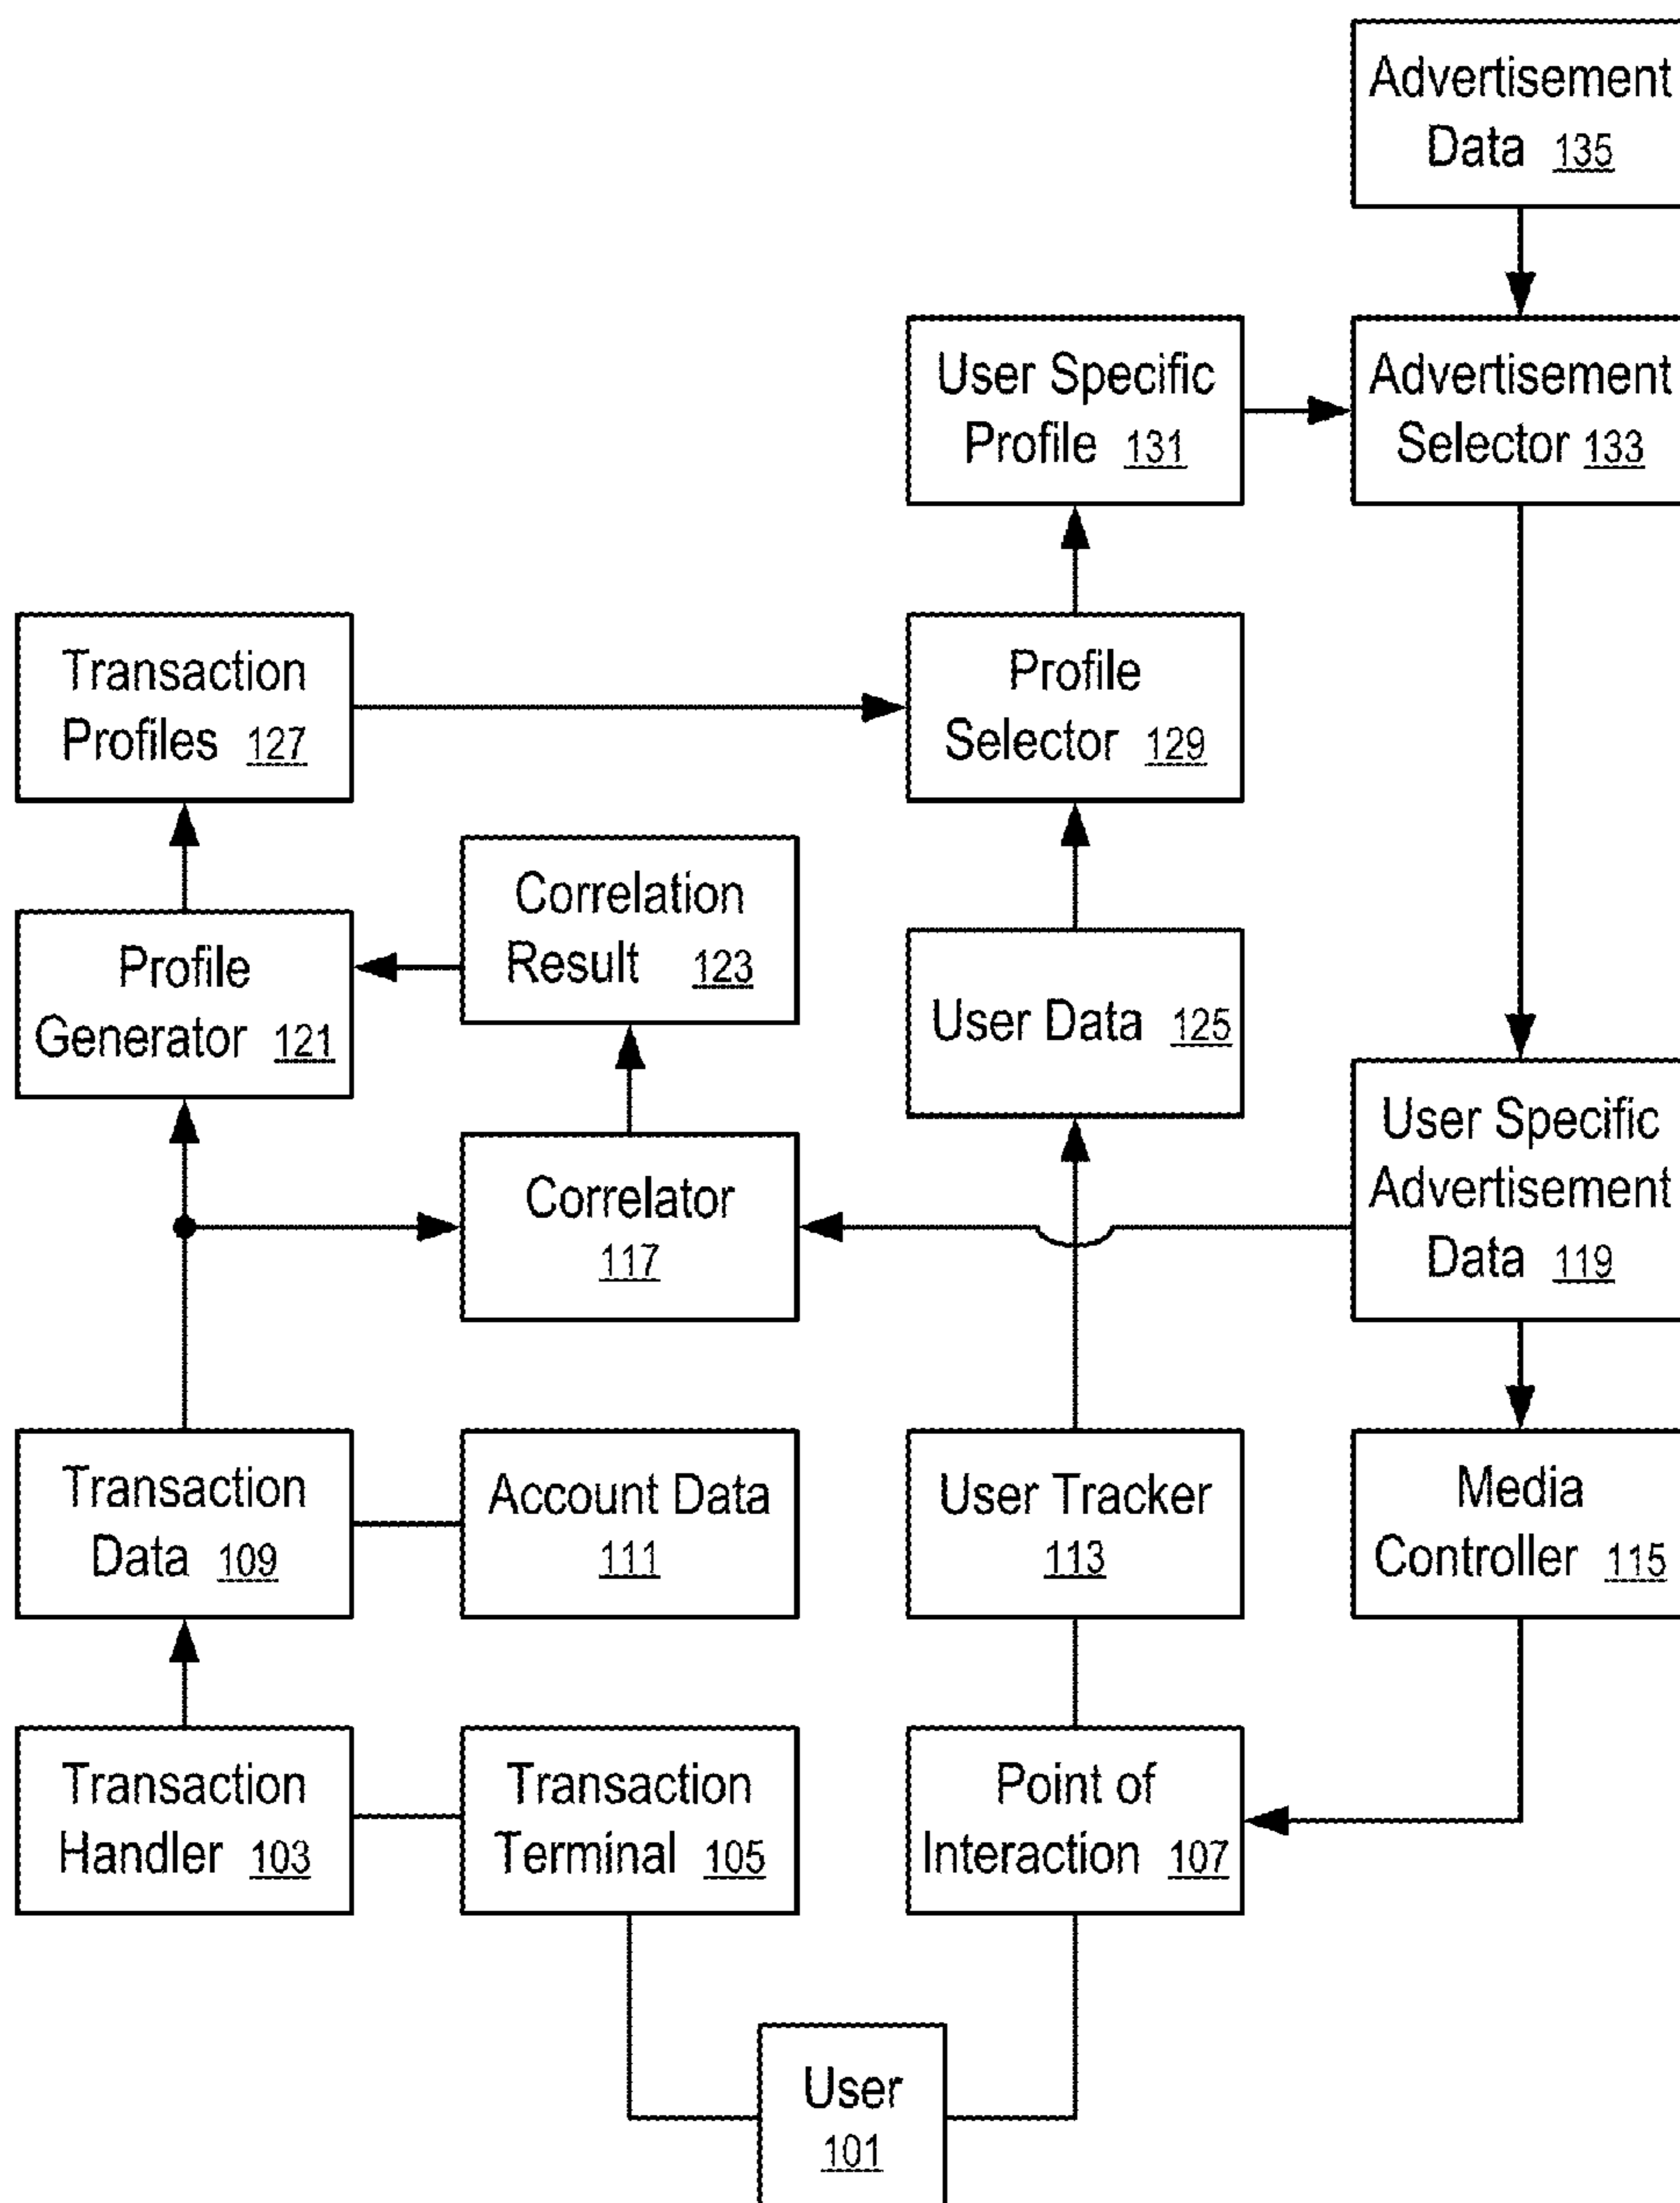 Advertisement
Data 135
User Specific
Profile 131
Advertisement
Selector 133
Transaction
Profiles 127
Profile
Selector 129
Correlation
Result 123
Profile
Generator 121
User Data 125
User Specific
Advertisement
Data 119
Correlator
117
Transaction
Data 109
Account Data
111
User Tracker
113
Media
Controller 115
Transaction
Handler 103
Transaction
Terminal 105
Point of
Interaction 107
User
101